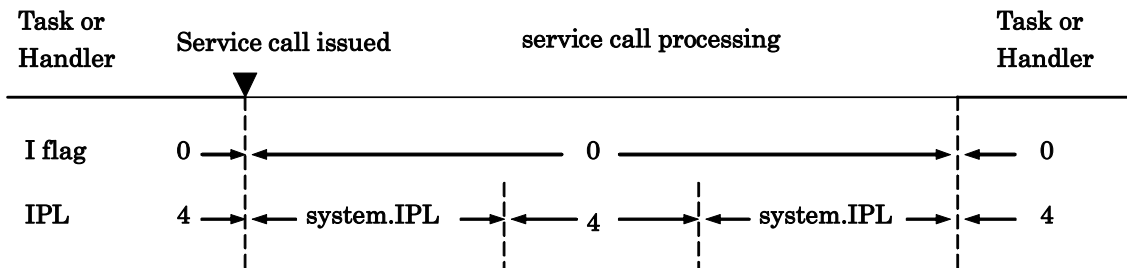 Task or
Handler
Service call issued
service call processing
Task or
Handler
I flag 0 0 0
IPL 4 system.IPL 4 system.IPL 4